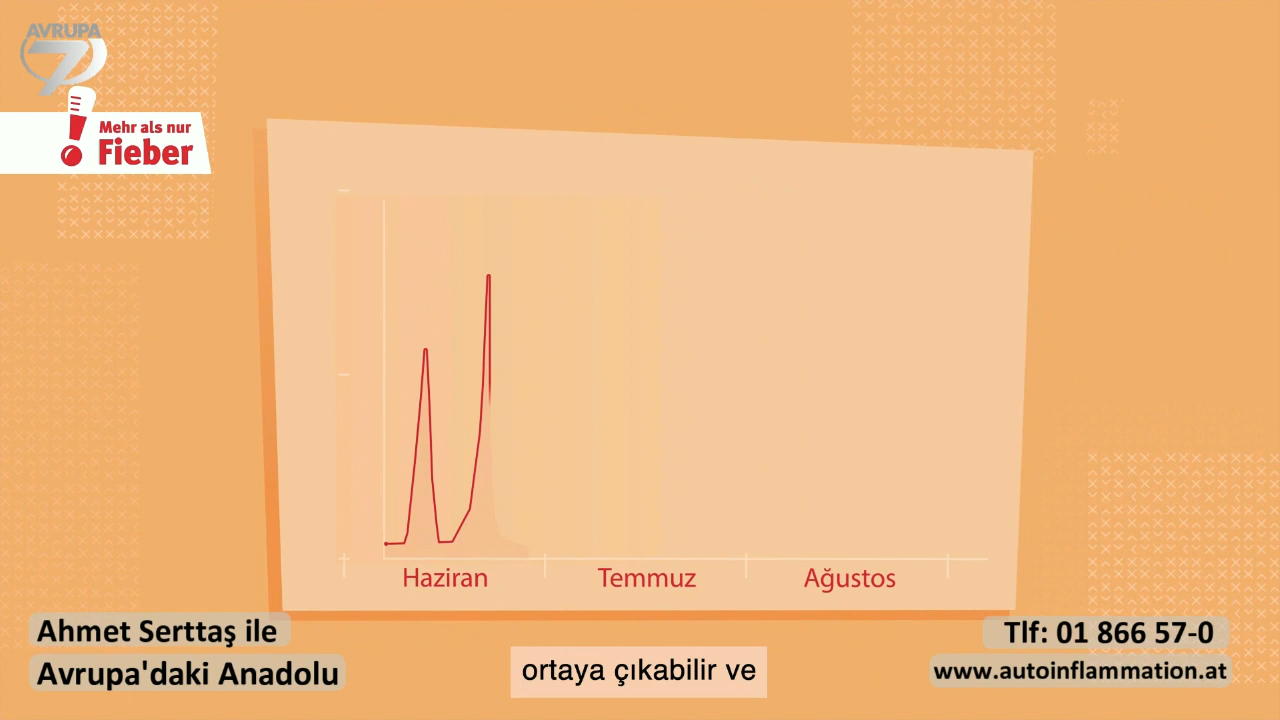 AVRUPA
7
Mehr als nur
Fieber
Haziran
Temmuz
Ağustos
Ahmet Serttaş ile
Avrupa'daki Anadolu
ortaya çıkabilir ve
Tlf: 01 866 57-0
www.autoinflammation.at